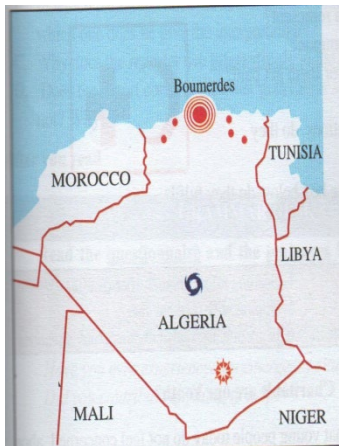 Boumerdes
TUNISIA
MOROCCO
LIBYA
ALGERIA
MALI
NIGER